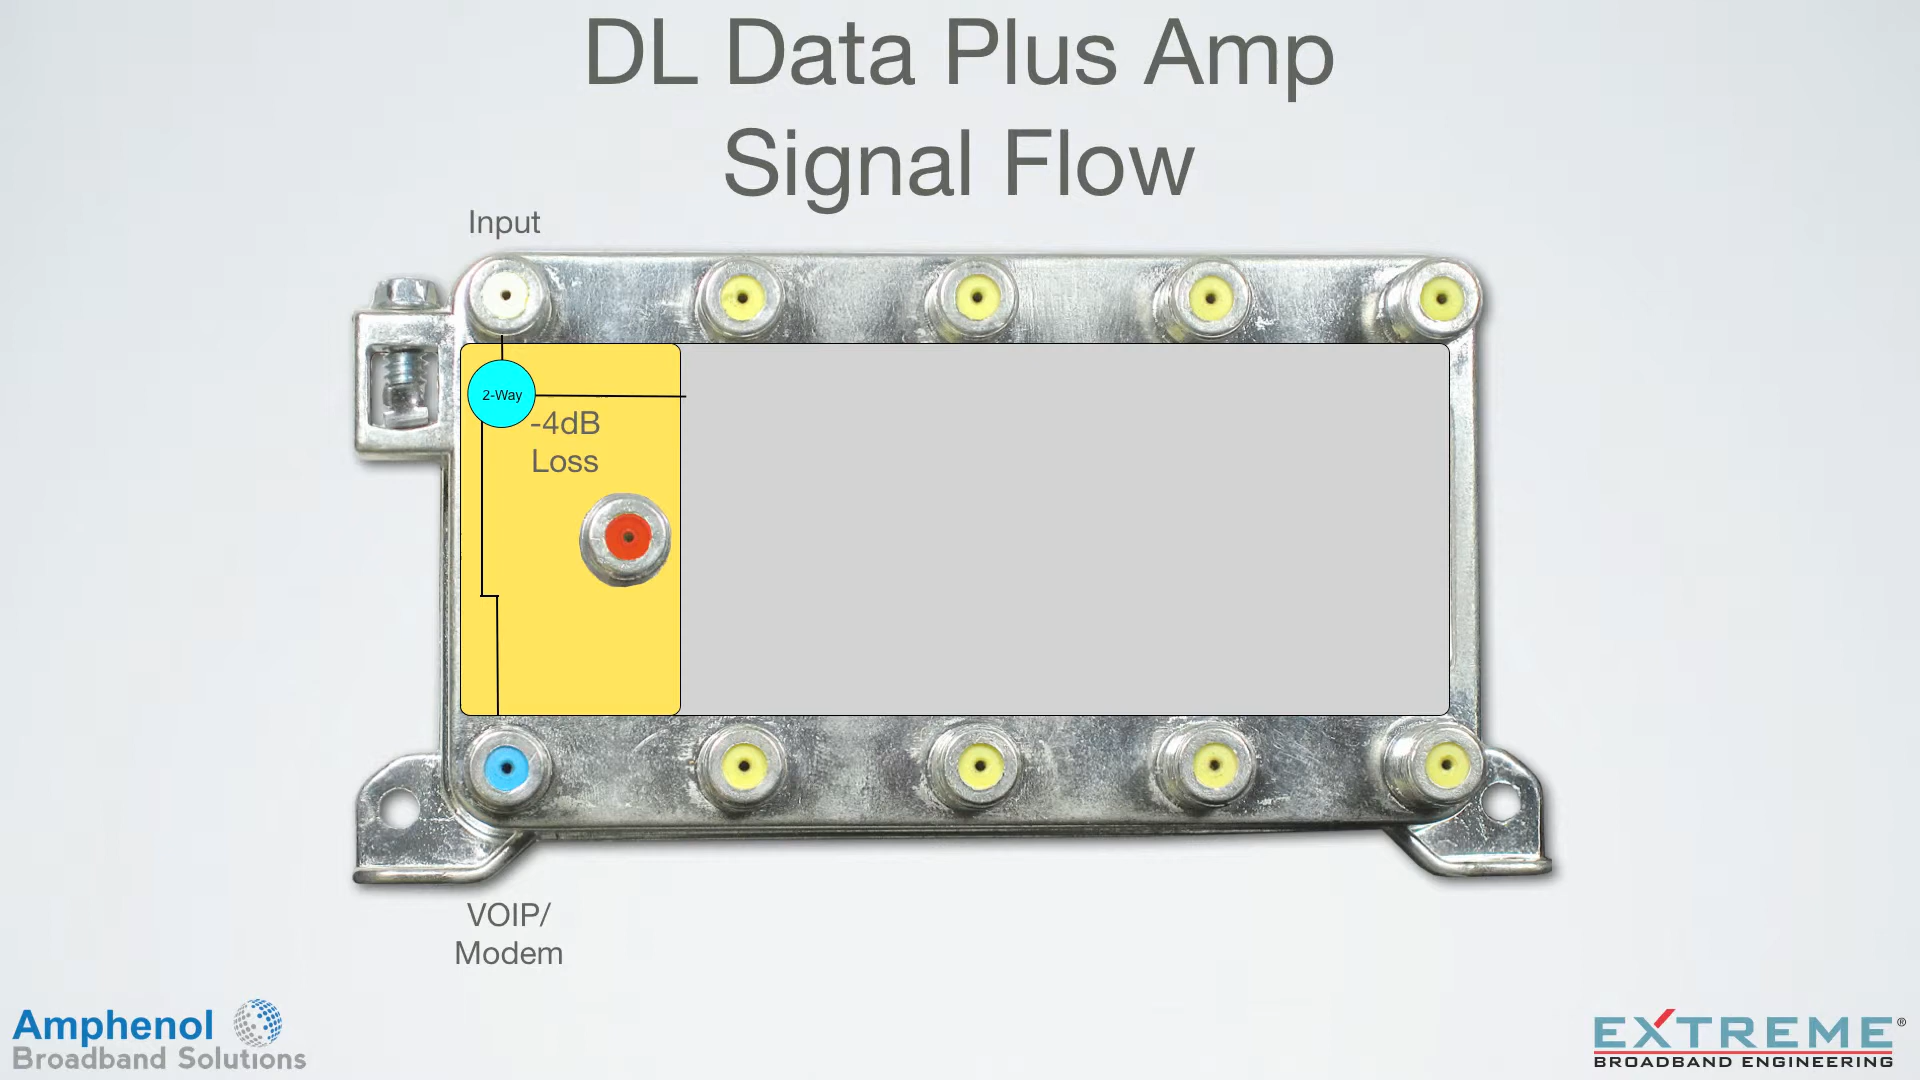 DL Data Plus Amp
Signal Flow
Input
2-Way
-4dB
Loss
VOIP/
Modem
Amphenol
Broadband Solutions
EXTREME®
BROADBAND ENGINEERING